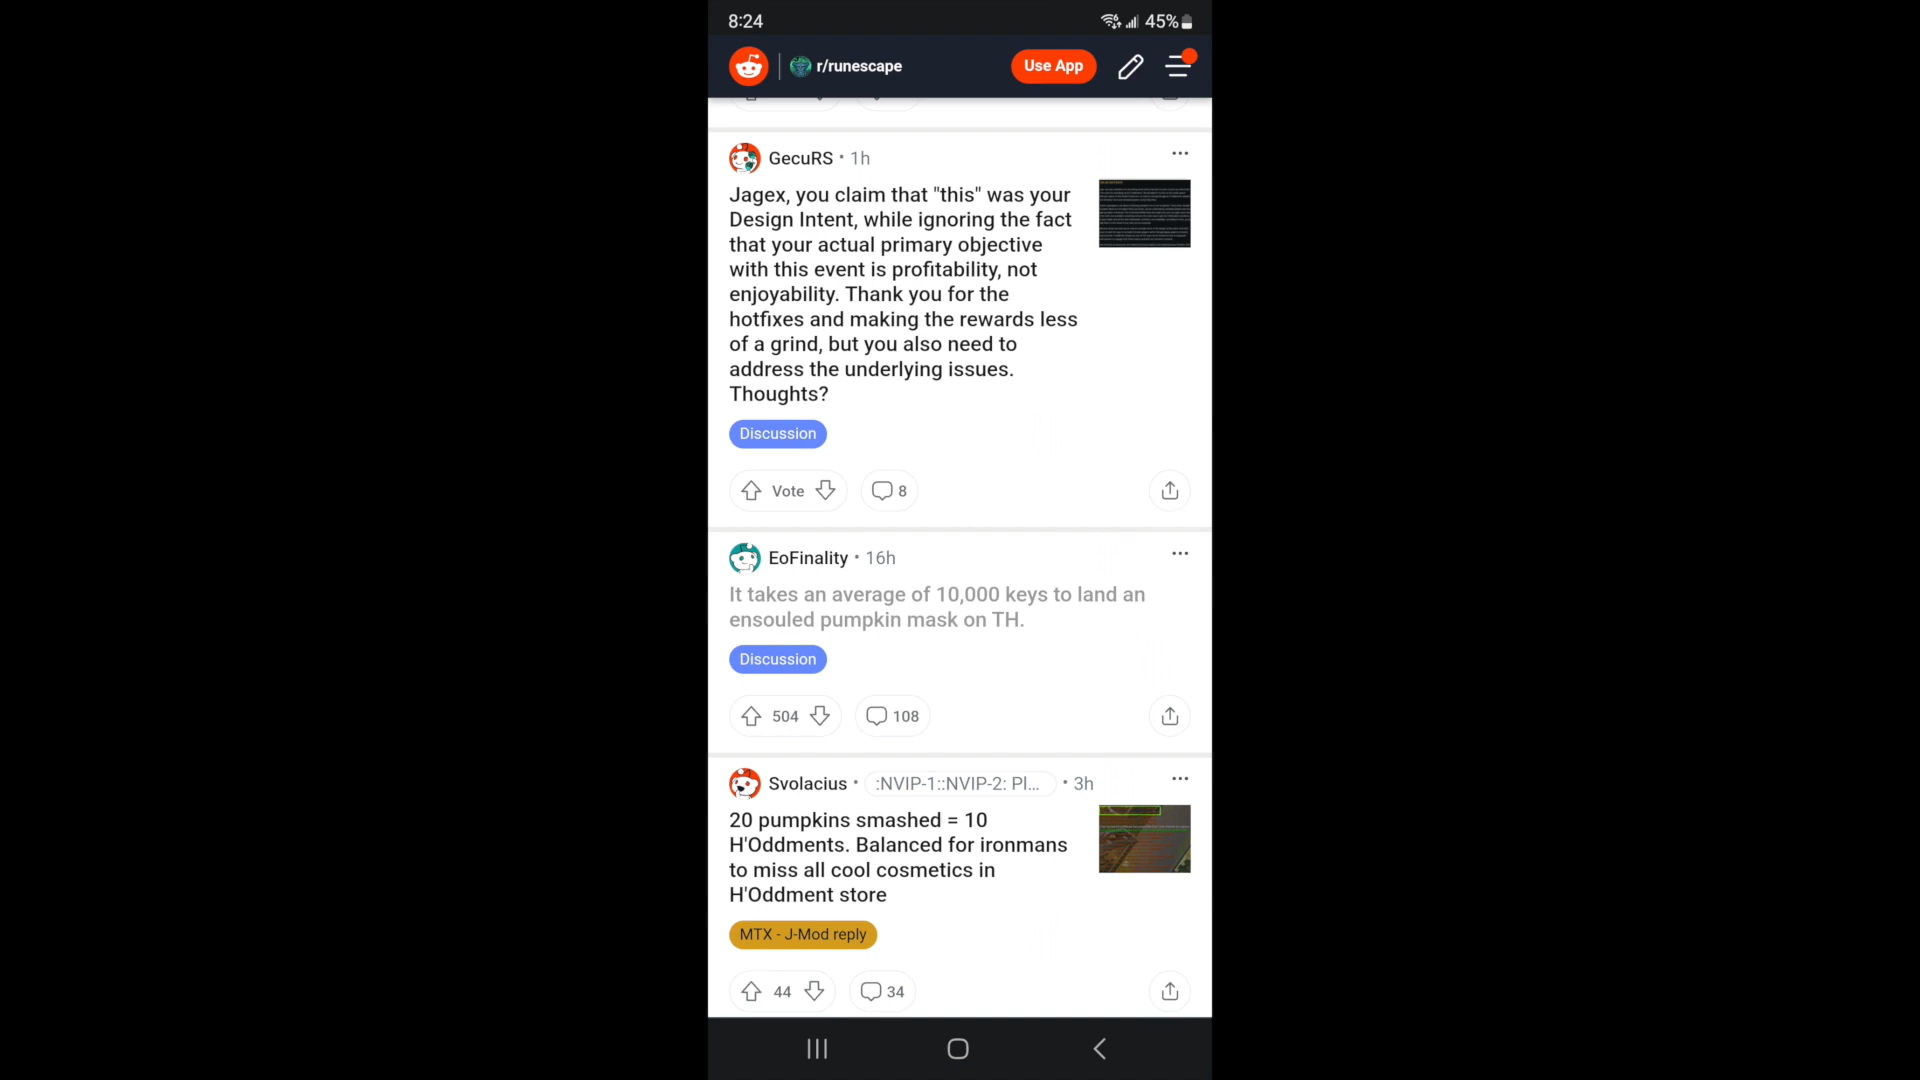 8:24
45%
r/runescape
Use App
GecuRS • 1h
Jagex, you claim that "this" was your
Design Intent, while ignoring the fact
that your actual primary objective
with this event is profitability, not
enjoyability. Thank you for the
hotfixes and making the rewards less
of a grind, but you also need to
address the underlying issues.
Thoughts?
Discussion
Vote
8
EoFinality • 16h
It takes an average of 10,000 keys to land an
ensouled pumpkin mask on TH.
Discussion
504
108
Svolacius • :NVIP-1::NVIP-2: Pl... • 3h
20 pumpkins smashed = 10
H'Oddments. Balanced for ironmans
to miss all cool cosmetics in
H'Oddment store
MTX - J-Mod reply
44
34